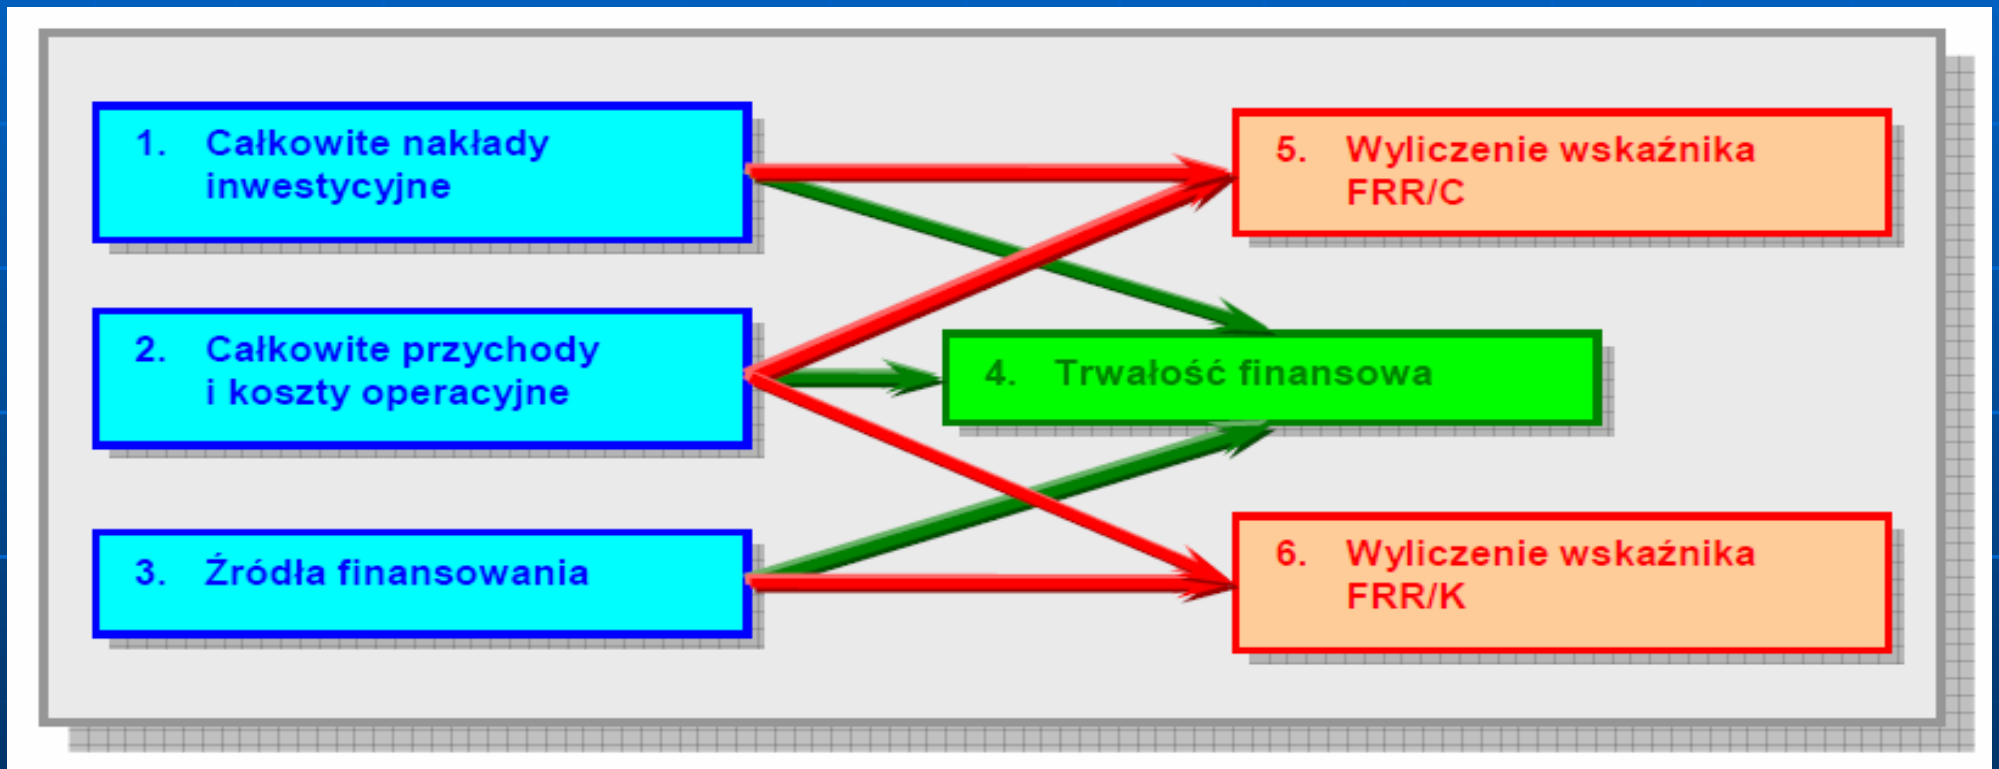 1. Całkowite nakłady
inwestycyjne
2. Całkowite przychody
i koszty operacyjne
3. Źródła finansowania
4. Trwałość finansowa
5. Wyliczenie wskaźnika
FRR/C
6. Wyliczenie wskaźnika
FRR/K